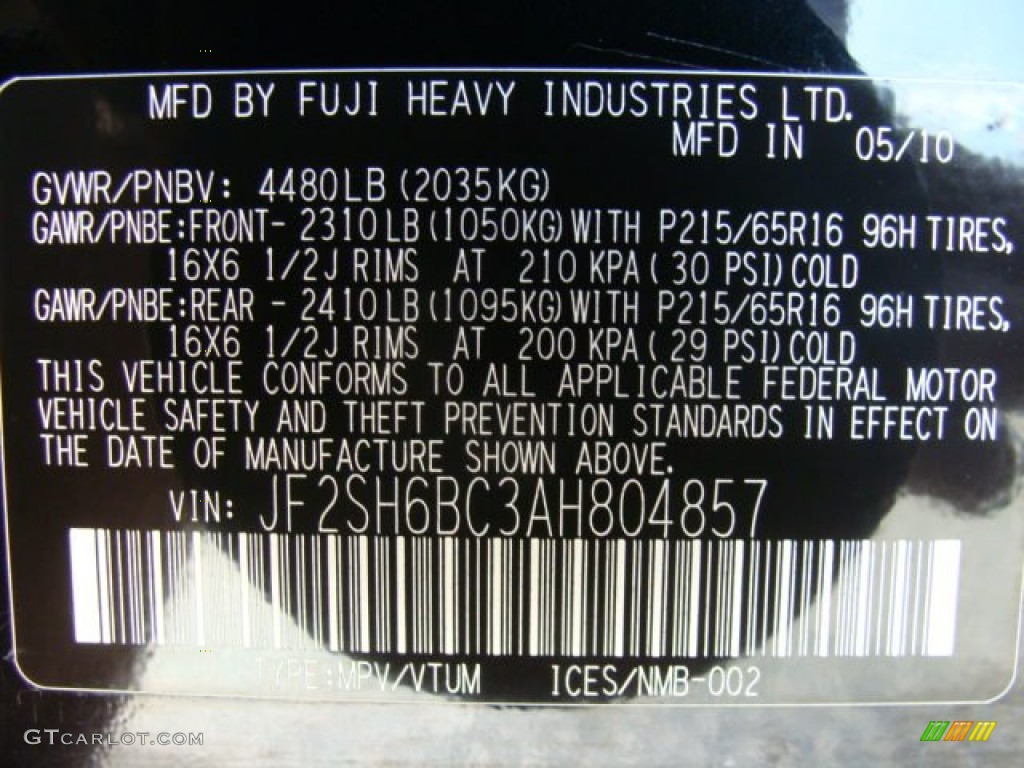 MFD BY FUJI HEAVY INDUSTRIES LTD.
MFD IN 05/10
GVWR/PNBV: 4480LB (2035KG)
GAWR/PNBE:FRONT- 2310LB (1050KG) WITH P215/65R16 96H TIRES,
16X6 1/2J RIMS AT 210 KPA ( 30 PSI) COLD
GAWR/PNBE:REAR - 2410LB (1095KG) WITH P215/65R16 96H TIRES,
16X6 1/2J RIMS AT 200 KPA ( 29 PSI) COLD
THIS VEHICLE CONFORMS TO ALL APPLICABLE FEDERAL MOTOR
VEHICLE SAFETY AND THEFT PREVENTION STANDARDS IN EFFECT ON
THE DATE OF MANUFACTURE SHOWN ABOVE.
VIN: JF2SH6BC3AH804857
TYPE:MPV/VTUM ICES/NMB-002
GTCARLOT.COM